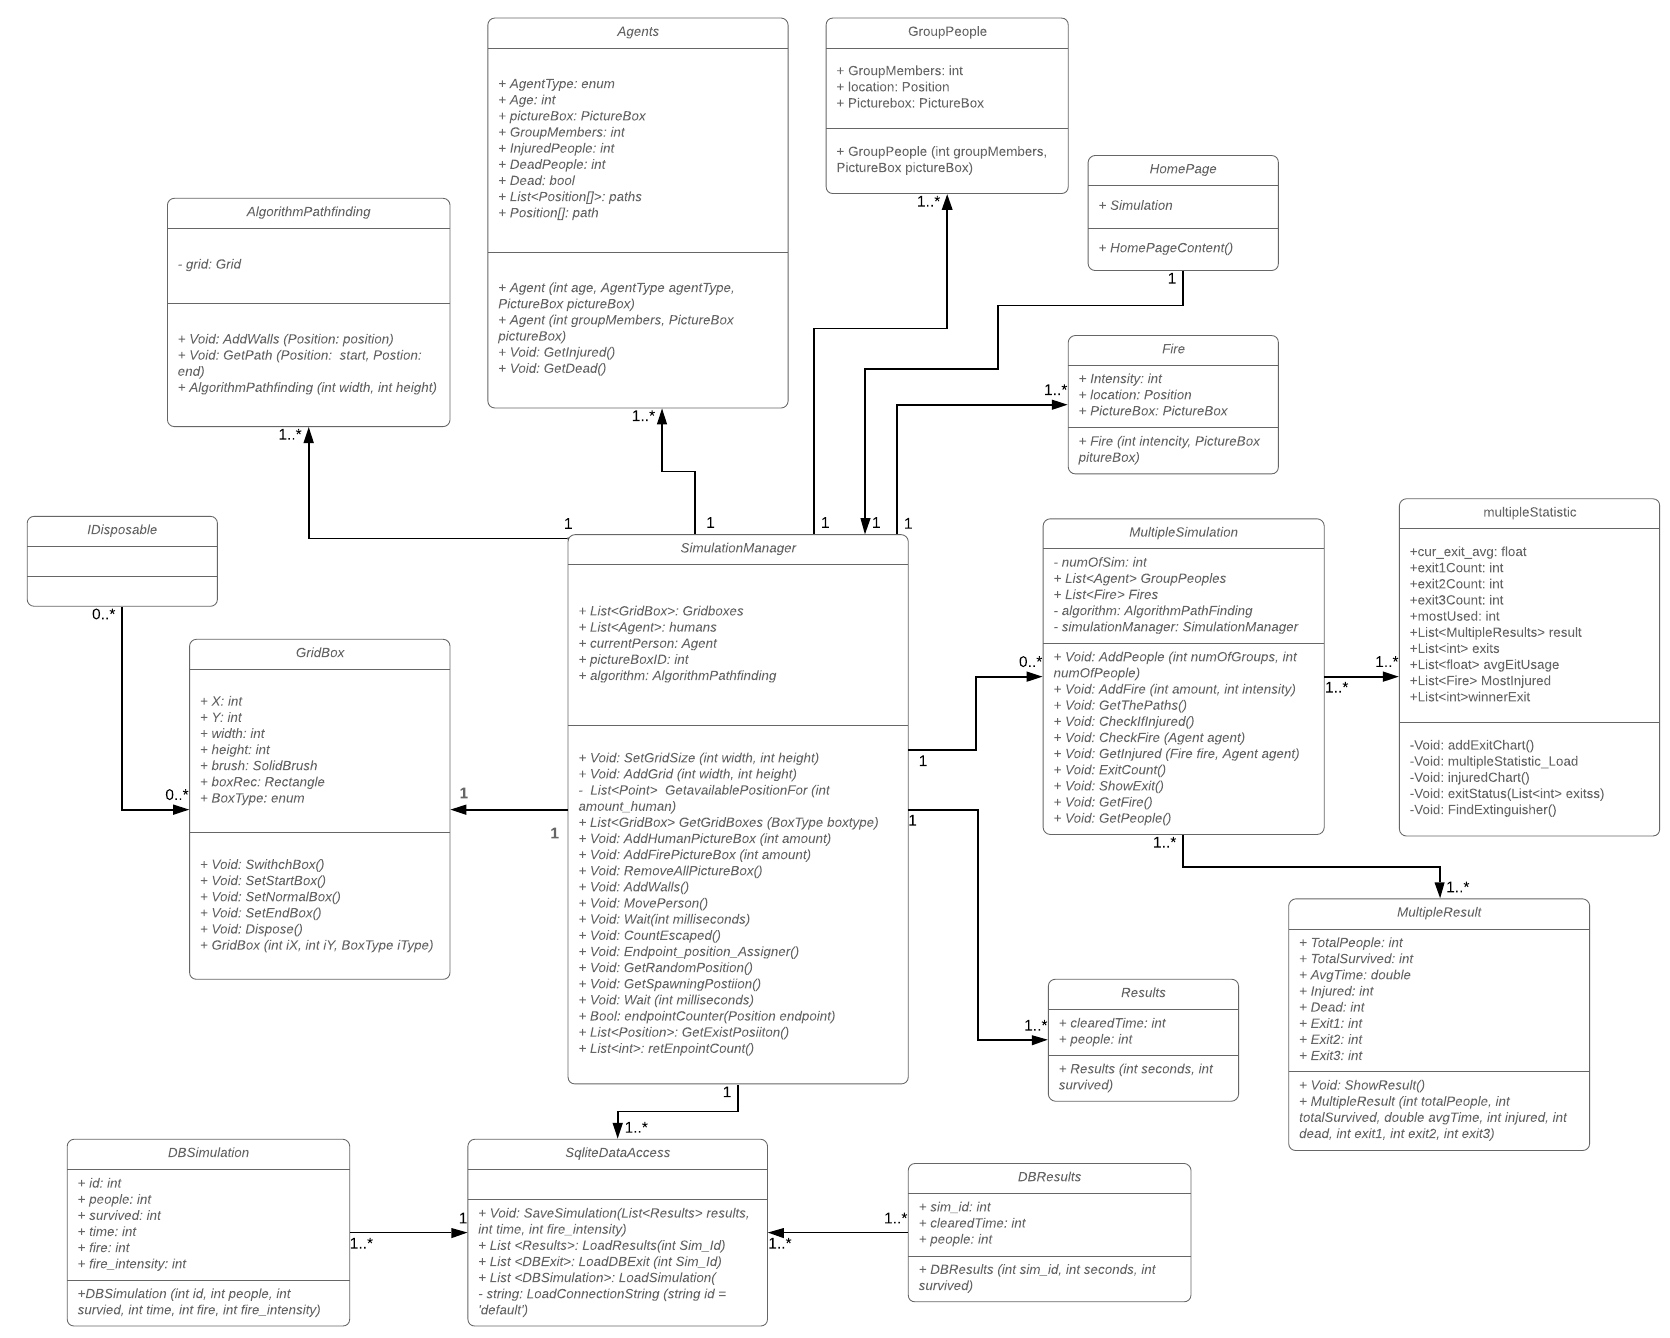 Agents
+ AgentType: enum
+ Age: int
+ pictureBox: PictureBox
+ GroupMembers: int
+ InjuredPeople: int
+ DeadPeople: int
+ Dead: bool
+ List<Position[]>: paths
+ Position[]: path
+ Agent (int age, AgentType agentType,
PictureBox pictureBox)
+ Agent (int groupMembers, PictureBox
pictureBox)
+ Void: GetInjured()
+ Void: GetDead()
1..*
GroupPeople
+ GroupMembers: int
+ location: Position
+ Picturebox: PictureBox
+ GroupPeople (int groupMembers,
PictureBox pictureBox)
1..*
HomePage
+ Simulation
+ HomePageContent()
1
AlgorithmPathfinding
- grid: Grid
+ Void: AddWalls (Position: position)
+ Void: GetPath (Position:  start, Postion:
end)
+ AlgorithmPathfinding (int width, int height)
1..*
Fire
+ Intensity: int
+ location: Position
+ PictureBox: PictureBox
+ Fire (int intencity, PictureBox
pitureBox)
1..*
IDisposable
0..*
1
1
1
1
1
SimulationManager
+ List<GridBox>: Gridboxes
+ List<Agent>: humans
+ currentPerson: Agent
+ pictureBoxID: int
+ algorithm: AlgorithmPathfinding
+ Void: SetGridSize (int width, int height)
+ Void: AddGrid (int width, int height)
-  List<Point>  GetavailablePositionFor (int
amount_human)
+ List<GridBox> GetGridBoxes (BoxType boxtype)
+ Void: AddHumanPictureBox (int amount)
+ Void: AddFirePictureBox (int amount)
+ Void: RemoveAllPictureBox()
+ Void: AddWalls()
+ Void: MovePerson()
+ Void: Wait(int milliseconds)
+ Void: CountEscaped()
+ Void: Endpoint_position_Assigner()
+ Void: GetRandomPosition()
+ Void: GetSpawningPostiion()
+ Void: Wait (int milliseconds)
+ Bool: endpointCounter(Position endpoint)
+ List<Position>: GetExistPosiiton()
+ List<int>: retEnpointCount()
1
1
1
1
1
GridBox
+ X: int
+ Y: int
+ width: int
+ height: int
+ brush: SolidBrush
+ boxRec: Rectangle
+ BoxType: enum
+ Void: SwithchBox()
+ Void: SetStartBox()
+ Void: SetNormalBox()
+ Void: SetEndBox()
+ Void: Dispose()
+ GridBox (int iX, int iY, BoxType iType)
0..*
MultipleSimulation
- numOfSim: int
+ List<Agent> GroupPeoples
+ List<Fire> Fires
- algorithm: AlgorithmPathFinding
- simulationManager: SimulationManager
+ Void: AddPeople (int numOfGroups, int
numOfPeople)
+ Void: AddFire (int amount, int intensity)
+ Void: GetThePaths()
+ Void: CheckIfInjured()
+ Void: CheckFire (Agent agent)
+ Void: GetInjured (Fire fire, Agent agent)
+ Void: ExitCount()
+ Void: ShowExit()
+ Void: GetFire()
+ Void: GetPeople()
0..*
1..*
1..*
multipleStatistic
+cur_exit_avg: float
+exit1Count: int
+exit2Count: int
+exit3Count: int
+mostUsed: int
+List<MultipleResults> result
+List<int> exits
+List<float> avgEitUsage
+List<Fire> MostInjured
+List<int>winnerExit
-Void: addExitChart()
-Void: multipleStatistic_Load
-Void: injuredChart()
-Void: exitStatus(List<int> exitss)
-Void: FindExtinguisher()
1..*
1..*
MultipleResult
+ TotalPeople: int
+ TotalSurvived: int
+ AvgTime: double
+ Injured: int
+ Dead: int
+ Exit1: int
+ Exit2: int
+ Exit3: int
+ Void: ShowResult()
+ MultipleResult (int totalPeople, int
totalSurvived, double avgTime, int injured, int
dead, int exit1, int exit2, int exit3)
Results
+ clearedTime: int
+ people: int
+ Results (int seconds, int
survived)
1..*
1..*
DBSimulation
+ id: int
+ people: int
+ survived: int
+ time: int
+ fire: int
+ fire_intensity: int
+DBSimulation (int id, int people, int
survied, int time, int fire, int fire_intensity)
1..*
1
SqliteDataAccess
+ Void: SaveSimulation(List<Results> results,
int time, int fire_intensity)
+ List <Results>: LoadResults(int Sim_Id)
+ List <DBExit>: LoadDBExit (int Sim_Id)
+ List <DBSimulation>: LoadSimulation(
- string: LoadConnectionString (string id =
'default')
1..*
1..*
DBResults
+ sim_id: int
+ clearedTime: int
+ people: int
+ DBResults (int sim_id, int seconds, int
survived)